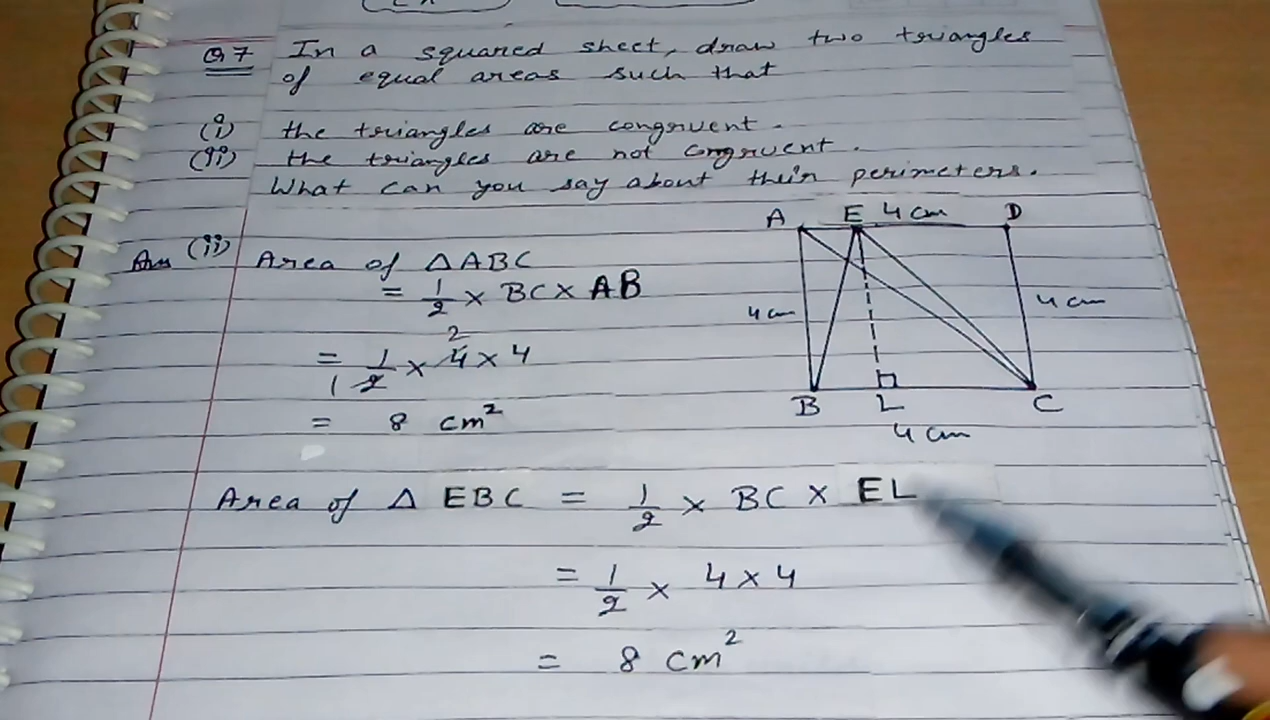 Q7 In a squared sheet, draw two triangles
of equal areas such that
(i) the triangles are congruent.
(ii) the triangles are not congruent.
What can you say about their perimeters.
A E 4 cm D
Ans (ii) Area of △ABC
= 1/2 × BC × AB
4 cm 4 cm
2
= 1/2 × 4 × 4
1
B L C
= 8 cm²
4 cm
Area of △ EBC = 1/2 × BC × EL
= 1/2 × 4 × 4
= 8 cm²